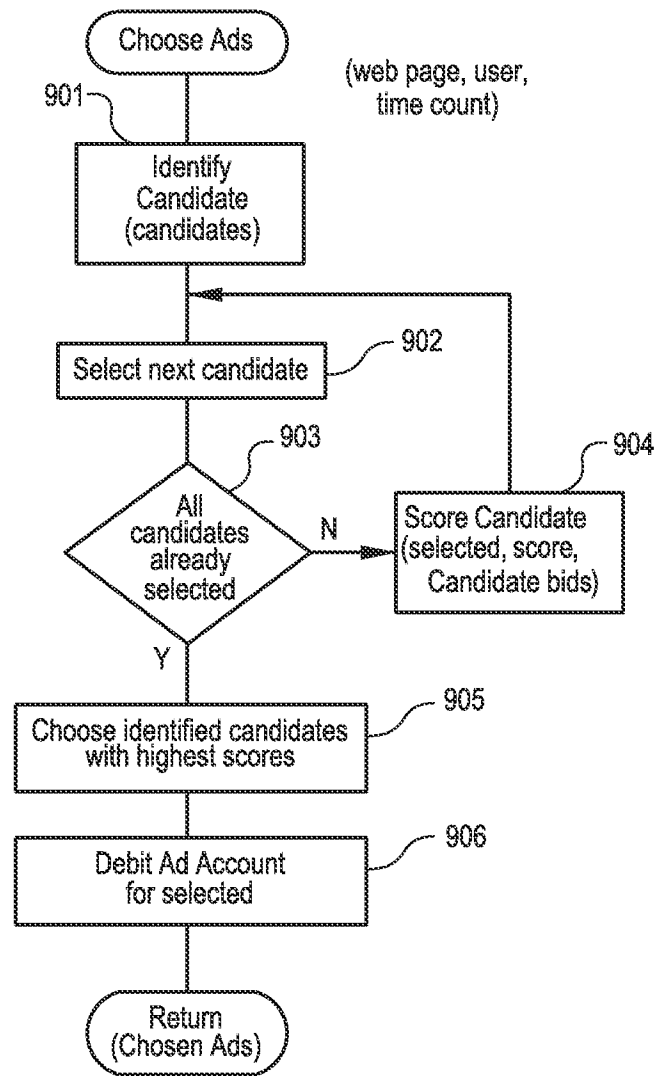 Choose Ads
(web page, user,
time count)
901
Identify
Candidate
(candidates)
902
Select next candidate
903
904
All
candidates
already
selected
N
Score Candidate
(selected, score,
Candidate bids)
Y
905
Choose identified candidates
with highest scores
906
Debit Ad Account
for selected
Return
(Chosen Ads)